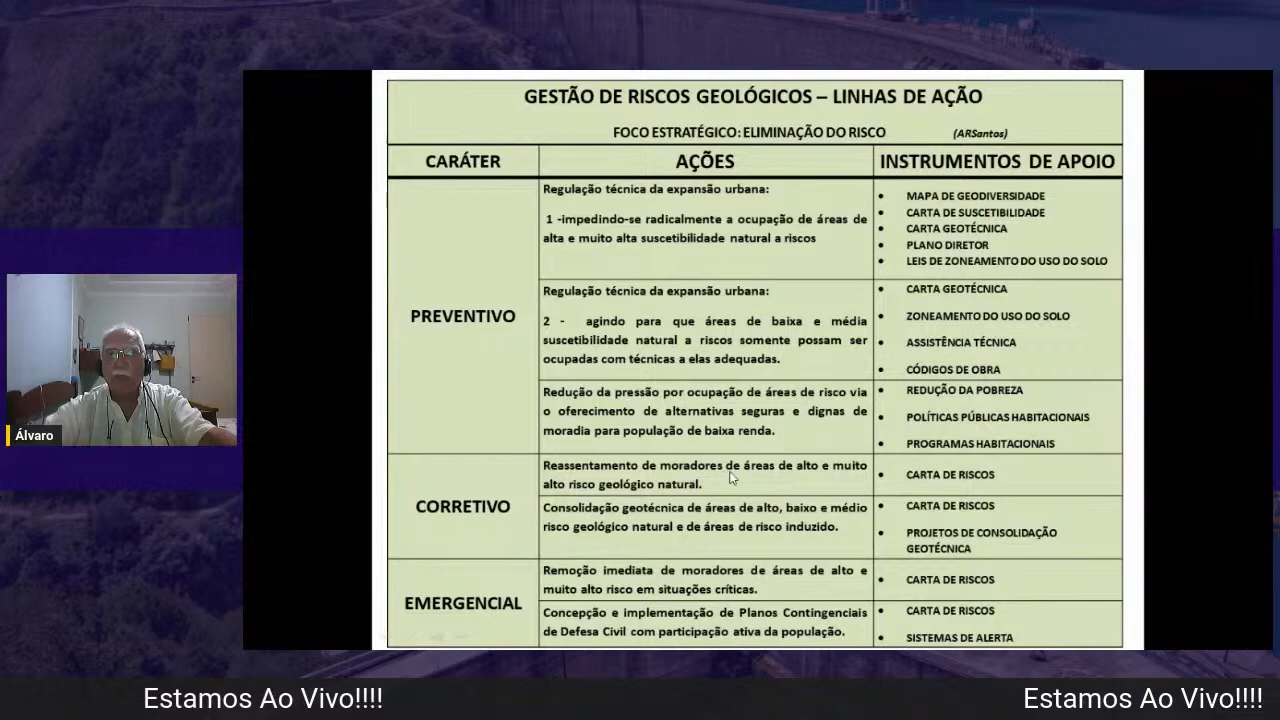 GESTÃO DE RISCOS GEOLÓGICOS – LINHAS DE AÇÃO
FOCO ESTRATÉGICO: ELIMINAÇÃO DO RISCO (ARSantos)
CARÁTER
AÇÕES
INSTRUMENTOS DE APOIO
PREVENTIVO
Regulação técnica da expansão urbana:
1 -impedindo-se radicalmente a ocupação de áreas de
alta e muito alta suscetibilidade natural a riscos
• MAPA DE GEODIVERSIDADE
• CARTA DE SUSCETIBILIDADE
• CARTA GEOTÉCNICA
• PLANO DIRETOR
• LEIS DE ZONEAMENTO DO USO DO SOLO
Regulação técnica da expansão urbana:
2 - agindo para que áreas de baixa e média
suscetibilidade natural a riscos somente possam ser
ocupadas com técnicas a elas adequadas.
• CARTA GEOTÉCNICA
• ZONEAMENTO DO USO DO SOLO
• ASSISTÊNCIA TÉCNICA
• CÓDIGOS DE OBRA
Redução da pressão por ocupação de áreas de risco via
o oferecimento de alternativas seguras e dignas de
moradia para população de baixa renda.
• REDUÇÃO DA POBREZA
• POLÍTICAS PÚBLICAS HABITACIONAIS
• PROGRAMAS HABITACIONAIS
CORRETIVO
Reassentamento de moradores de áreas de alto e muito
alto risco geológico natural.
• CARTA DE RISCOS
Consolidação geotécnica de áreas de alto, baixo e médio
risco geológico natural e de áreas de risco induzido.
• CARTA DE RISCOS
• PROJETOS DE CONSOLIDAÇÃO
GEOTÉCNICA
EMERGENCIAL
Remoção imediata de moradores de áreas de alto e
muito alto risco em situações críticas.
• CARTA DE RISCOS
Concepção e implementação de Planos Contingenciais
de Defesa Civil com participação ativa da população.
• CARTA DE RISCOS
• SISTEMAS DE ALERTA
Álvaro
Estamos Ao Vivo!!!!
Estamos Ao Vivo!!!!